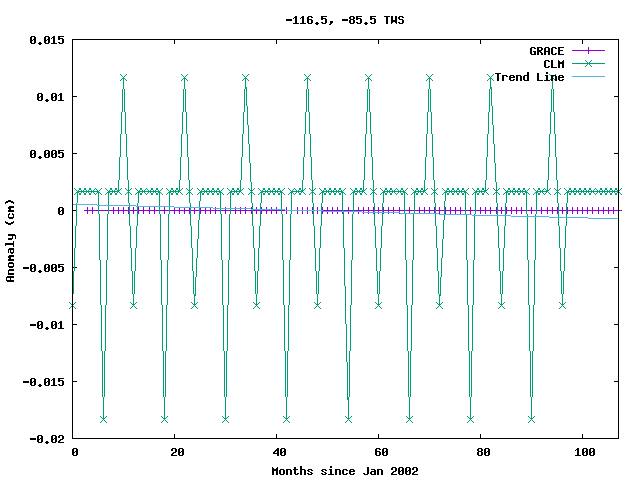 -116.5, -85.5 TWS
0.015
0.01
0.005
0
-0.005
-0.01
-0.015
-0.02
Anomaly (cm)
GRACE
CLM
Trend Line
0 20 40 60 80 100
Months since Jan 2002